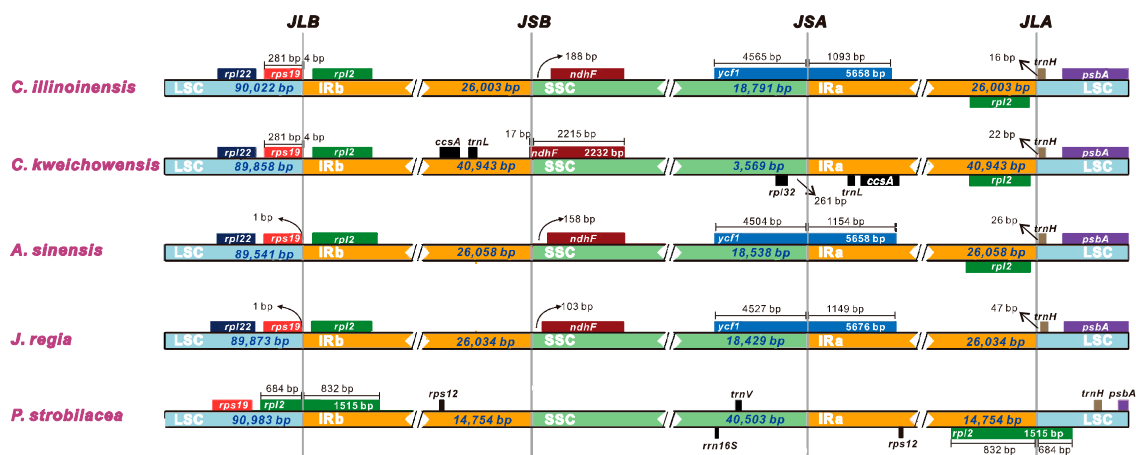 JLB JSB JSA JLA
281 bp 4 bp 188 bp 4565 bp 1093 bp 16 bp trnH
rpl22 rps19 rpl2 ndhF ycf1 5658 bp psbA
C. illinoinensis LSC 90,022 bp IRb 26,003 bp SSC 18,791 bp IRa 26,003 bp LSC
rpl2
281 bp 4 bp 17 bp 2215 bp 22 bp trnH
rpl22 rps19 rpl2 ccsA trnL ndhF 2232 bp psbA
C. kweichowensis LSC 89,858 bp IRb 40,943 bp SSC 3,569 bp IRa 40,943 bp LSC
rpl32 261 bp trnL ccsA rpl2
1 bp 158 bp 4504 bp 1154 bp 26 bp trnH
rpl22 rps19 rpl2 ndhF ycf1 5658 bp psbA
A. sinensis LSC 89,541 bp IRb 26,058 bp SSC 18,538 bp IRa 26,058 bp LSC
rpl2
1 bp 103 bp 4527 bp 1149 bp 47 bp trnH
rpl22 rps19 rpl2 ndhF ycf1 5676 bp psbA
J. regia LSC 89,873 bp IRb 26,034 bp SSC 18,429 bp IRa 26,034 bp LSC
684 bp 832 bp rps12 trnV trnH psbA
rps19 rpl2 1515 bp
P. strobilacea LSC 90,983 bp IRb 14,754 bp SSC 40,503 bp IRa 14,754 bp LSC
rrn16S rps12 rpl2 1515 bp
832 bp 684 bp